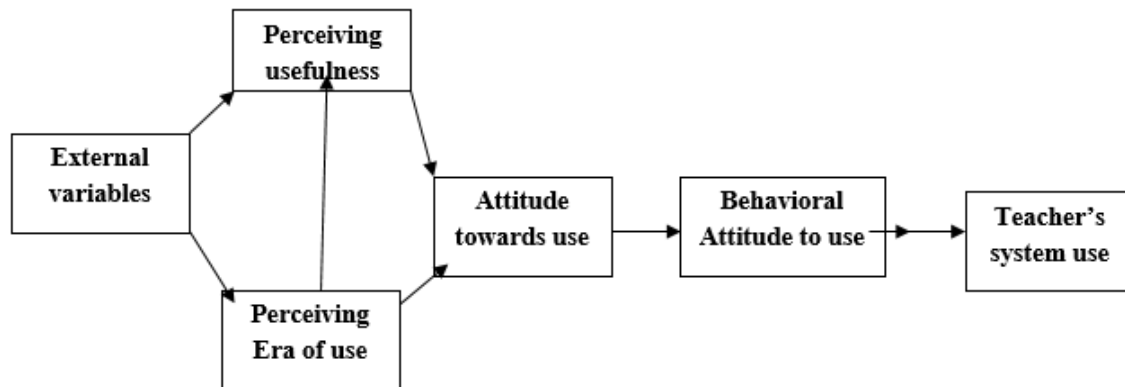 Perceiving
usefulness
External
variables
Attitude
towards use
Behavioral
Attitude to use
Teacher’s
system use
Perceiving
Era of use